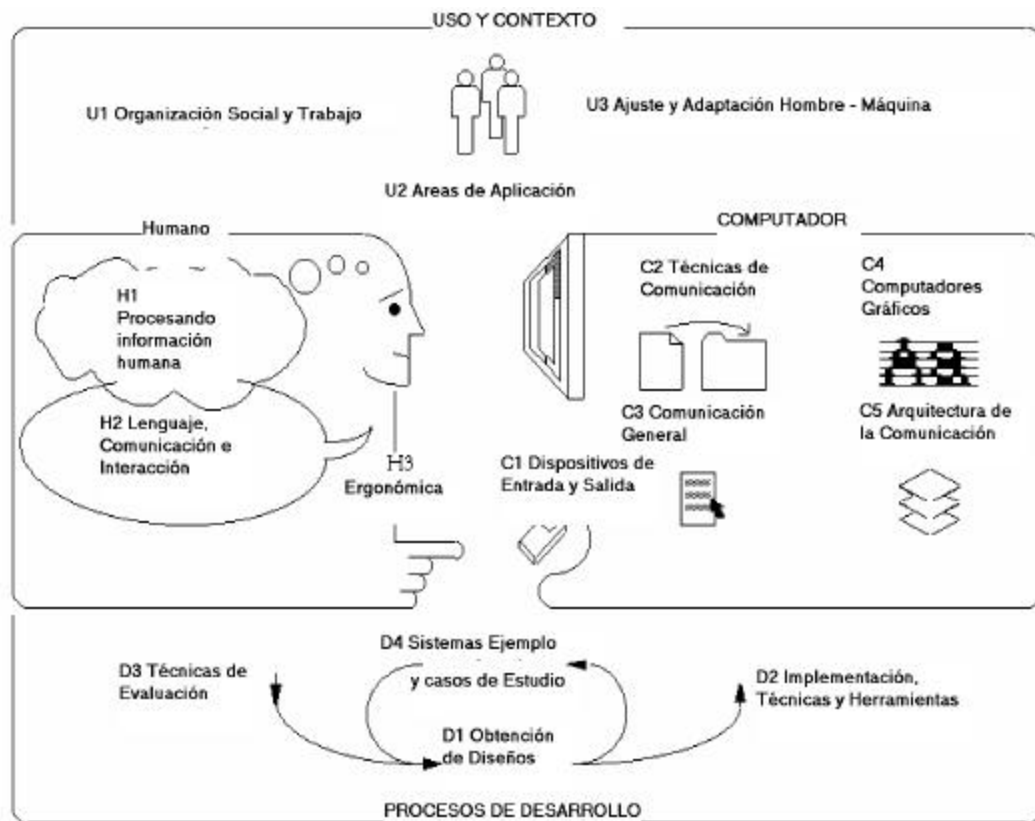 USO Y CONTEXTO
U1 Organización Social y Trabajo
U3 Ajuste y Adaptación Hombre - Máquina
U2 Areas de Aplicación
Humano
COMPUTADOR
H1
Procesando
información
humana
H2 Lenguaje,
Comunicación e
Interacción
H3
Ergonómica
C2 Técnicas de
Comunicación
C4
Computadores
Gráficos
C3 Comunicación
General
C5 Arquitectura de
la Comunicación
C1 Dispositivos de
Entrada y Salida
D4 Sistemas Ejemplo
y casos de Estudio
D3 Técnicas de
Evaluación
D2 Implementación,
Técnicas y Herramientas
D1 Obtención
de Diseños
PROCESOS DE DESARROLLO